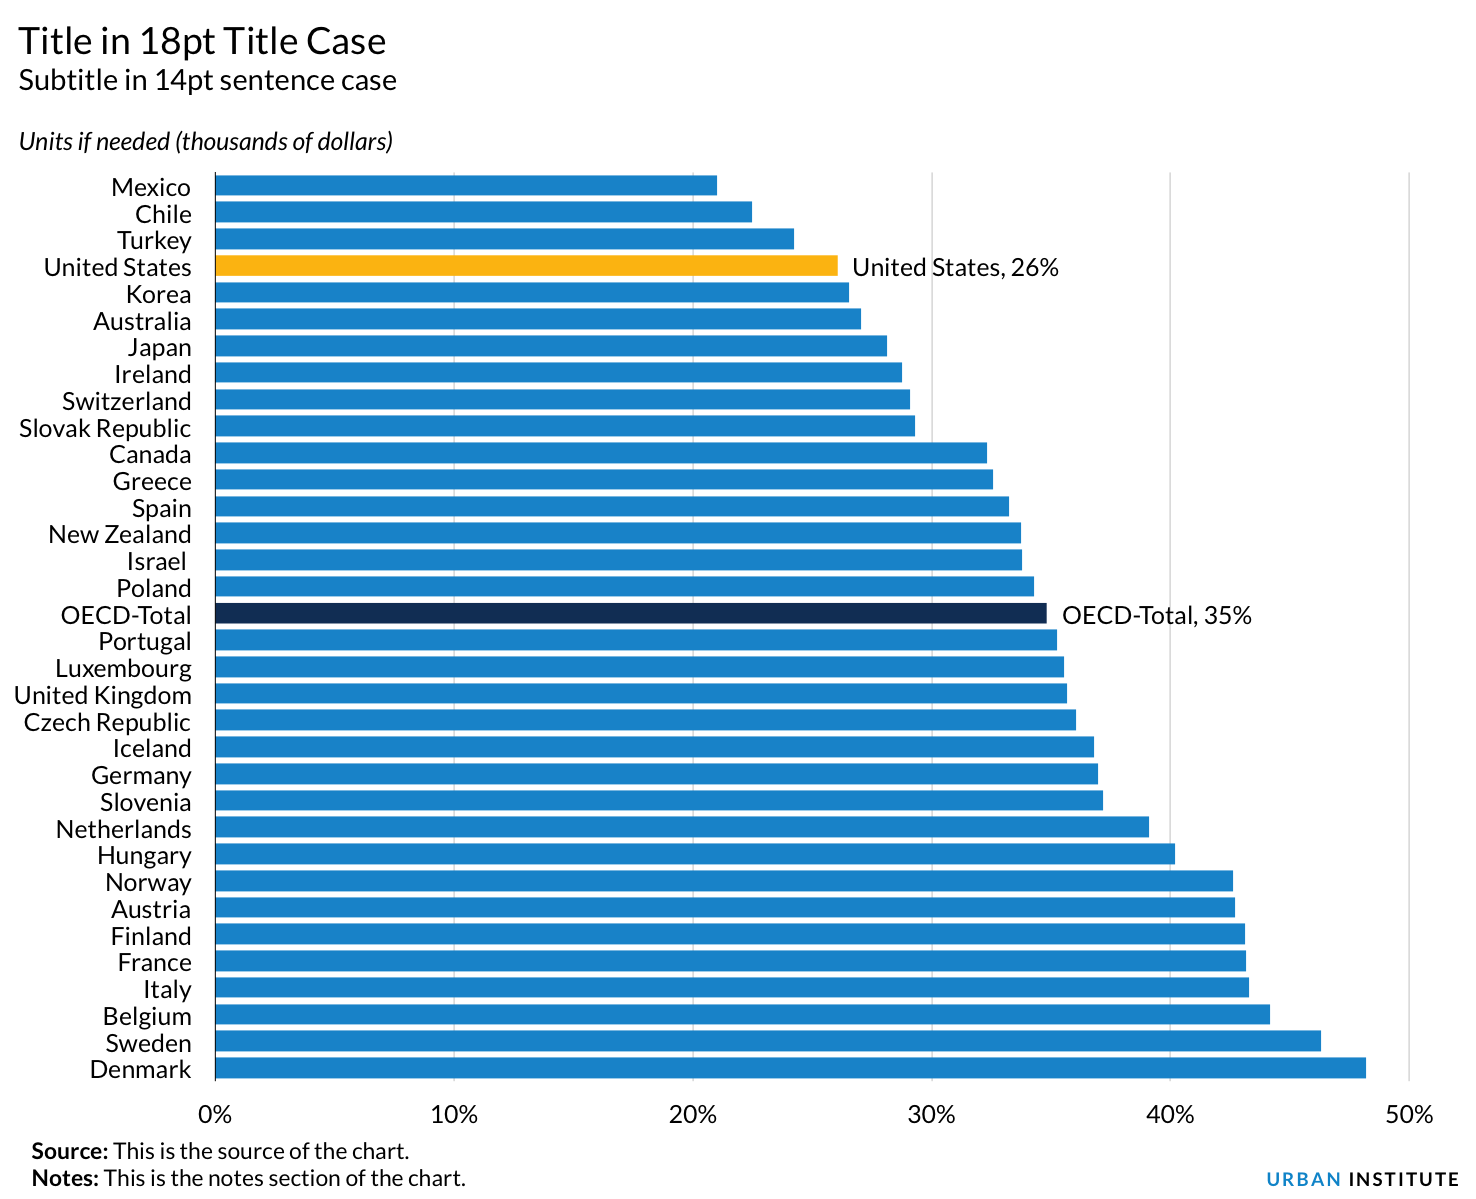 Title in 18pt Title Case
Subtitle in 14pt sentence case
Units if needed (thousands of dollars)
Mexico
Chile
Turkey
United States United States, 26%
Korea
Australia
Japan
Ireland
Switzerland
Slovak Republic
Canada
Greece
Spain
New Zealand
Israel
Poland
OECD-Total OECD-Total, 35%
Portugal
Luxembourg
United Kingdom
Czech Republic
Iceland
Germany
Slovenia
Netherlands
Hungary
Norway
Austria
Finland
France
Italy
Belgium
Sweden
Denmark
0% 10% 20% 30% 40% 50%
Source: This is the source of the chart.
Notes: This is the notes section of the chart.
URBAN INSTITUTE